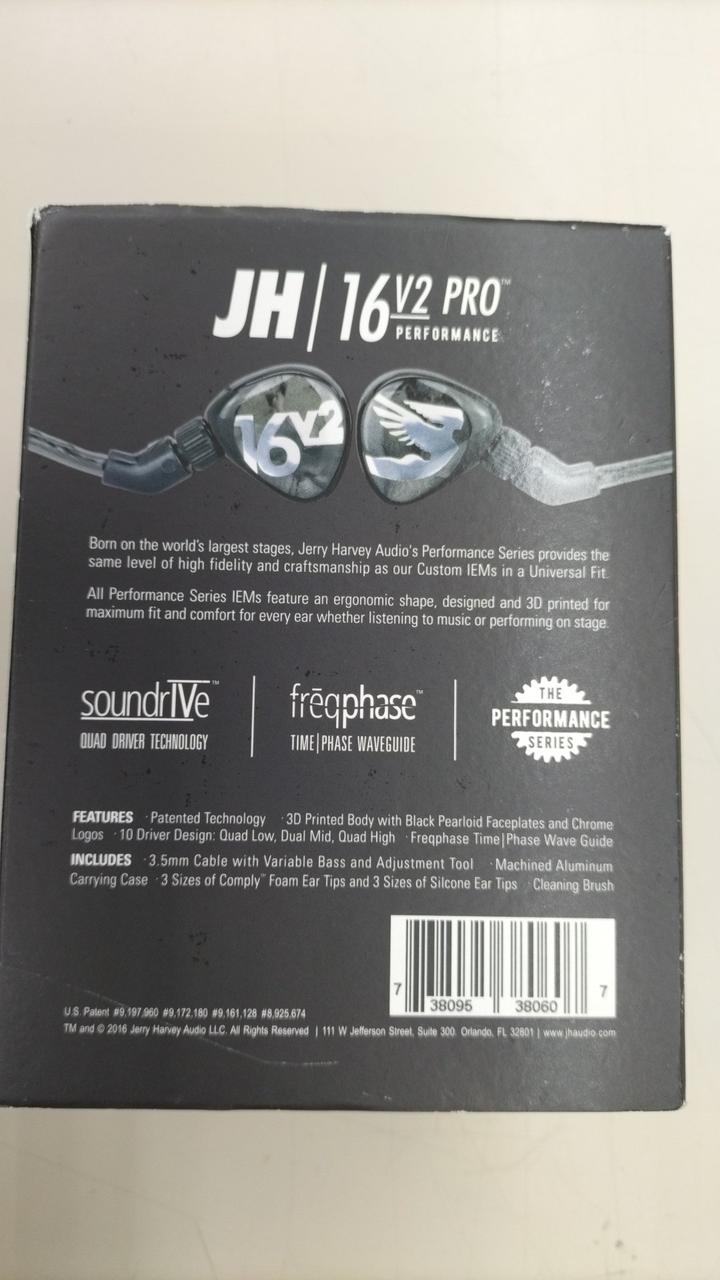 JH | 16 V2 PRO™
PERFORMANCE
16V2
Born on the world's largest stages, Jerry Harvey Audio's Performance Series provides the
same level of high fidelity and craftsmanship as our Custom IEMs in a Universal Fit.
All Performance Series IEMs feature an ergonomic shape, designed and 3D printed for
maximum fit and comfort for every ear whether listening to music or performing on stage.
soundrIVe™
QUAD DRIVER TECHNOLOGY
frēqphase™
TIME|PHASE WAVEGUIDE
THE
PERFORMANCE
SERIES
FEATURES · Patented Technology · 3D Printed Body with Black Pearloid Faceplates and Chrome
Logos · 10 Driver Design: Quad Low, Dual Mid, Quad High · Freqphase Time|Phase Wave Guide
INCLUDES · 3.5mm Cable with Variable Bass and Adjustment Tool · Machined Aluminum
Carrying Case · 3 Sizes of Comply™ Foam Ear Tips and 3 Sizes of Silcone Ear Tips · Cleaning Brush
7 38095 38060 7
U.S. Patent #9,197,960 #9,172,180 #9,161,128 #8,925,674
TM and © 2016 Jerry Harvey Audio LLC. All Rights Reserved | 111 W Jefferson Street, Suite 300. Orlando, FL 32801 | www.jhaudio.com